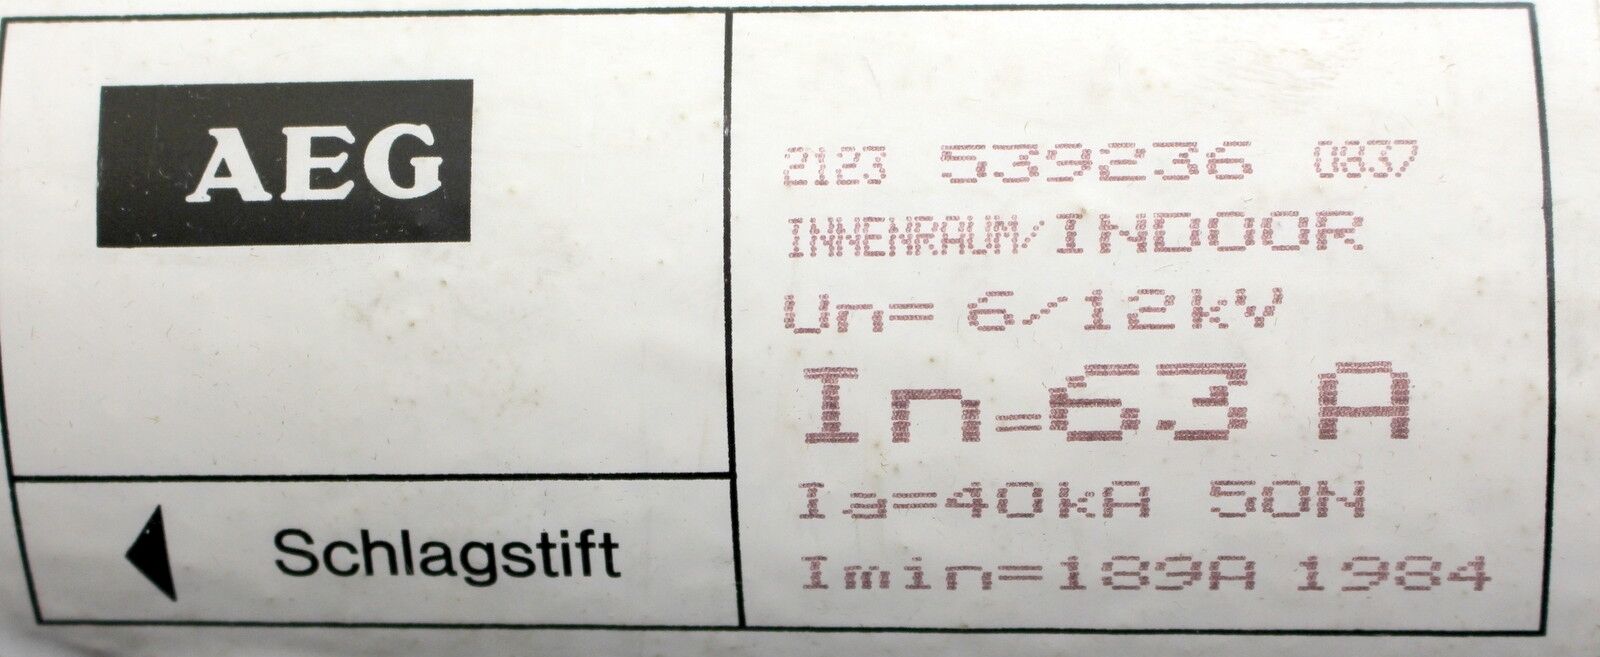 AEG
Schlagstift
2123 539236 0837
INNENRAUM/INDOOR
Un= 6/12kV
In=63 A
Ia=40kA 50N
Imin=189A 1984